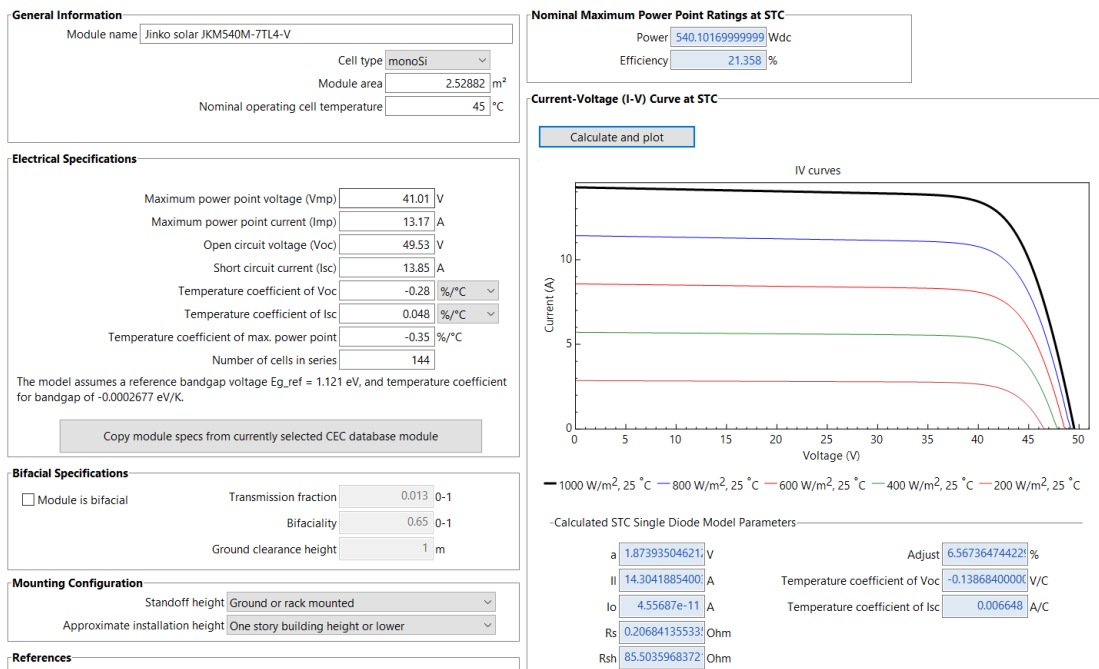 General Information
Module name Jinko solar JKM540M-7TL4-V
Cell type monoSi
Module area 2.52882 m²
Nominal operating cell temperature 45 °C
Electrical Specifications
Maximum power point voltage (Vmp) 41.01 V
Maximum power point current (Imp) 13.17 A
Open circuit voltage (Voc) 49.53 V
Short circuit current (Isc) 13.85 A
Temperature coefficient of Voc -0.28 %/°C
Temperature coefficient of Isc 0.048 %/°C
Temperature coefficient of max. power point -0.35 %/°C
Number of cells in series 144
The model assumes a reference bandgap voltage Eg_ref = 1.121 eV, and temperature coefficient
for bandgap of -0.0002677 eV/K.
Copy module specs from currently selected CEC database module
Bifacial Specifications
Module is bifacial
Transmission fraction 0.013 0-1
Bifaciality 0.65 0-1
Ground clearance height 1 m
Mounting Configuration
Standoff height Ground or rack mounted
Approximate installation height One story building height or lower
References
Nominal Maximum Power Point Ratings at STC
Power 540.10169999999 Wdc
Efficiency 21.358 %
Current-Voltage (I-V) Curve at STC
Calculate and plot
IV curves
Current (A)
10
5
0
0 5 10 15 20 25 30 35 40 45 50
Voltage (V)
1000 W/m², 25 °C 800 W/m², 25 °C 600 W/m², 25 °C 400 W/m², 25 °C 200 W/m², 25 °C
Calculated STC Single Diode Model Parameters
a 1.87393504621 V
Il 14.3041885400 A
Io 4.55687e-11 A
Rs 0.20684135533 Ohm
Rsh 85.5035968372 Ohm
Adjust 6.56736474422 %
Temperature coefficient of Voc -0.1386840000 V/C
Temperature coefficient of Isc 0.006648 A/C